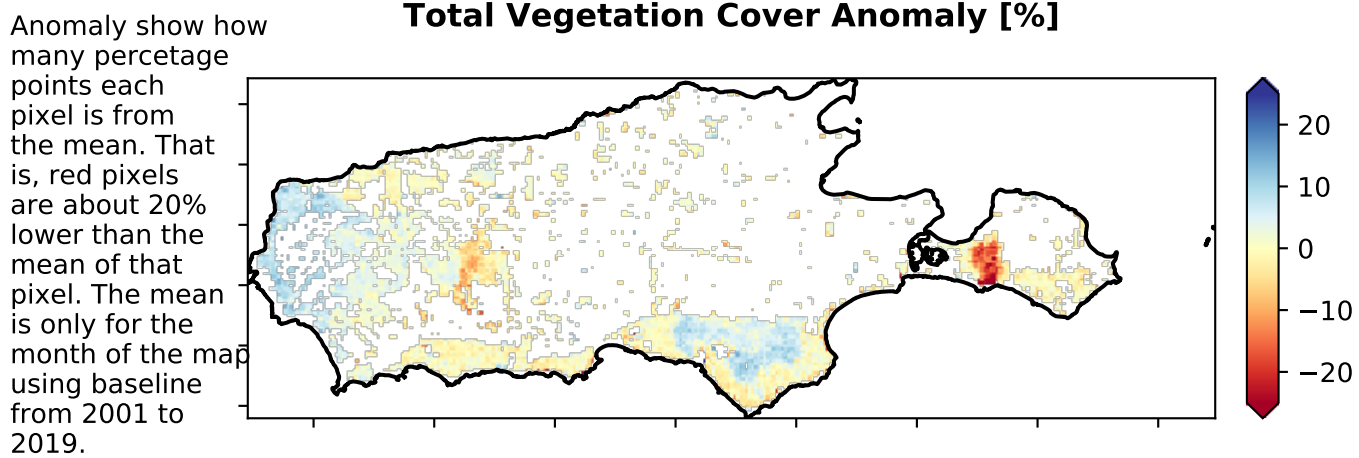 Total Vegetation Cover Anomaly [%]
Anomaly show how
many percetage
points each
pixel is from
the mean. That
is, red pixels
are about 20%
lower than the
mean of that
pixel. The mean
is only for the
month of the map
using baseline
from 2001 to
2019.
20
10
0
−10
−20